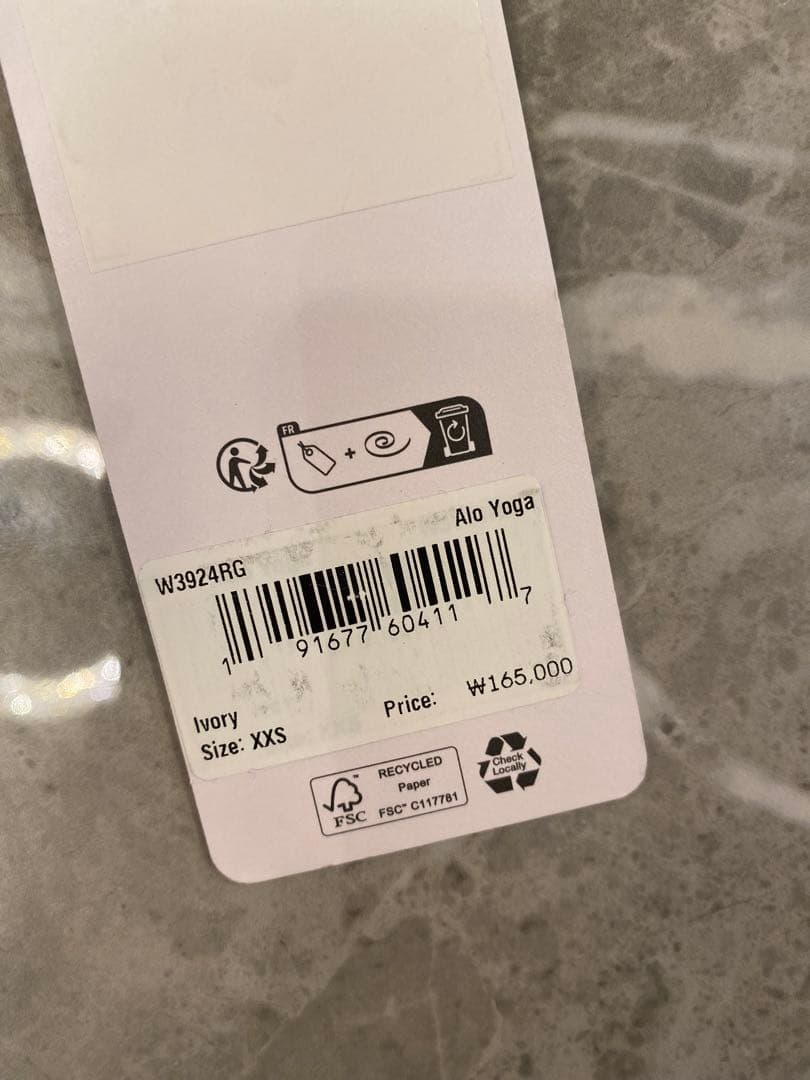 FR
Alo Yoga
W3924RG
1 91677 60411 7
Ivory
Price: ₩165,000
Size: XXS
FSC™
RECYCLED
Paper
FSC™ C117781
Check
Locally